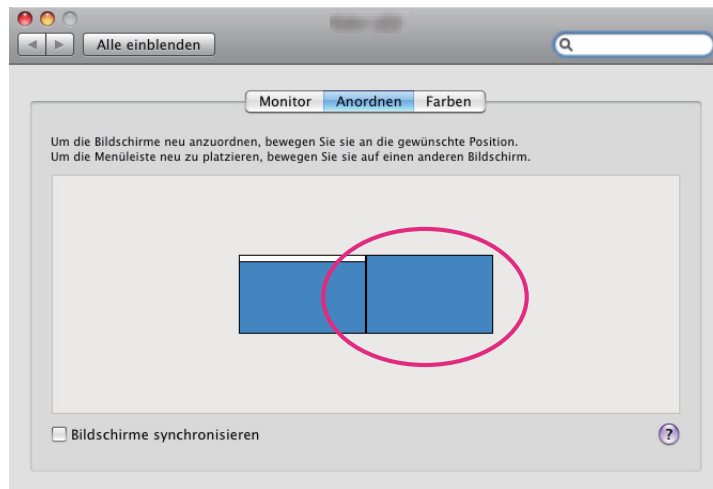 Alle einblenden
Monitor Anordnen Farben
Um die Bildschirme neu anzuordnen, bewegen Sie sie an die gewünschte Position.
Um die Menüleiste neu zu platzieren, bewegen Sie sie auf einen anderen Bildschirm.
Bildschirme synchronisieren
?